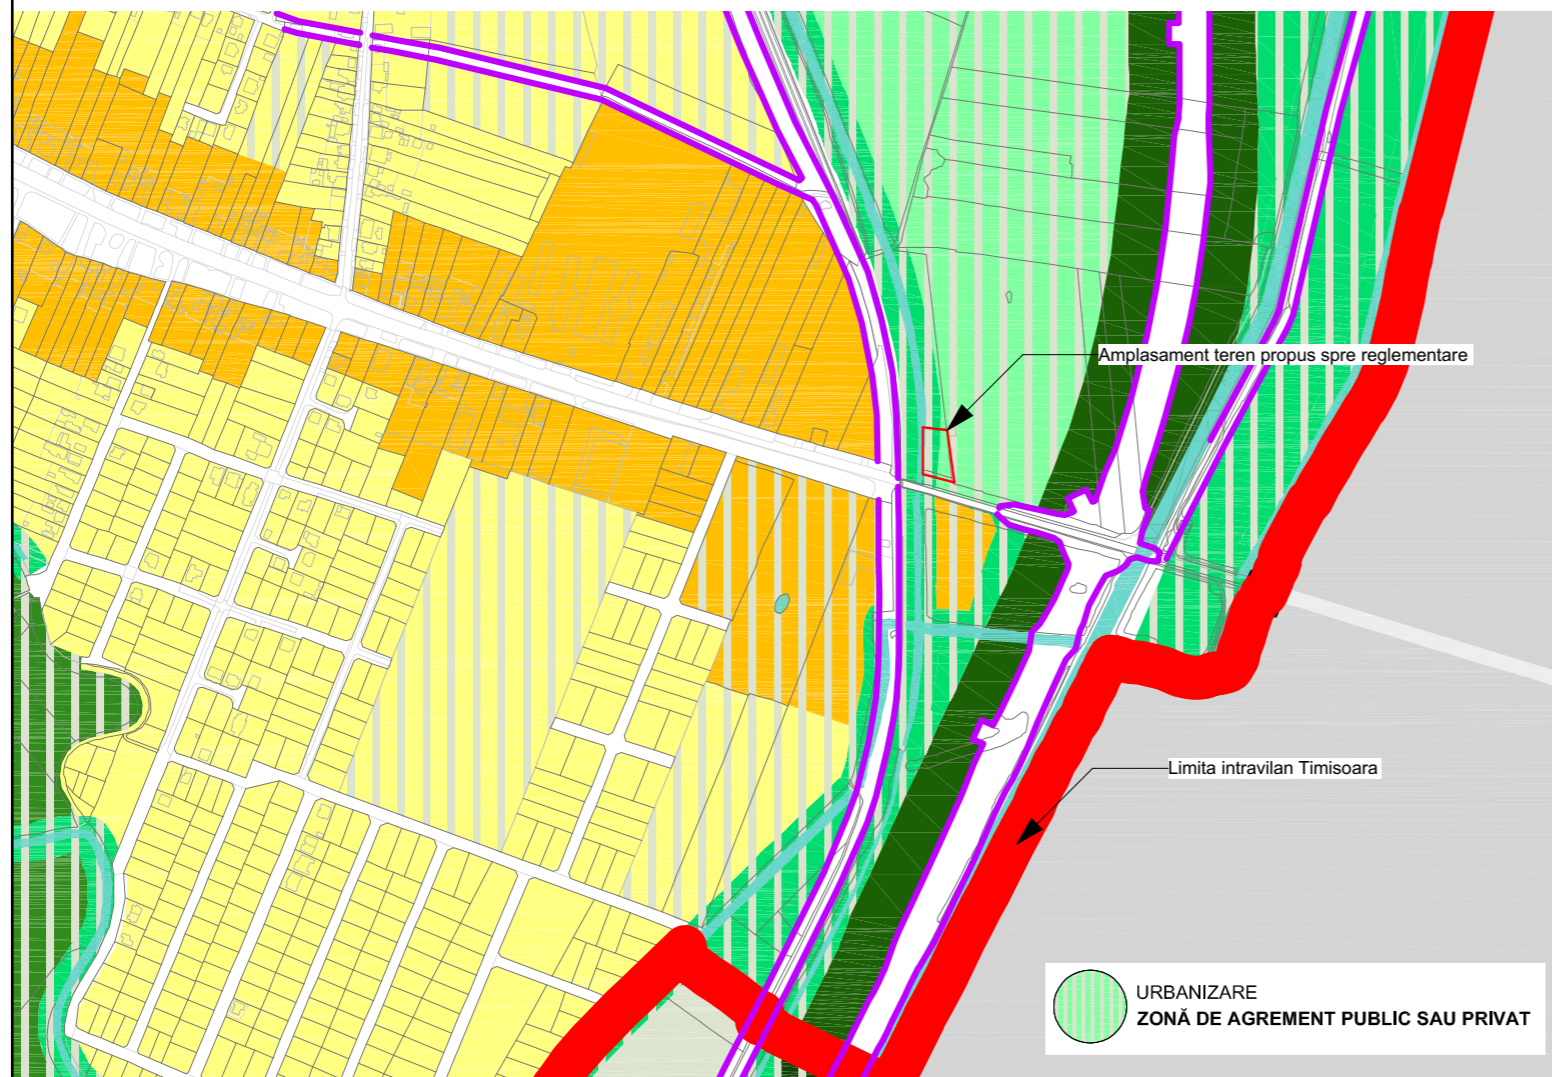 Amplasament teren propus spre reglementare
Limita intravilan Timisoara
URBANIZARE
ZONĂ DE AGREMENT PUBLIC SAU PRIVAT